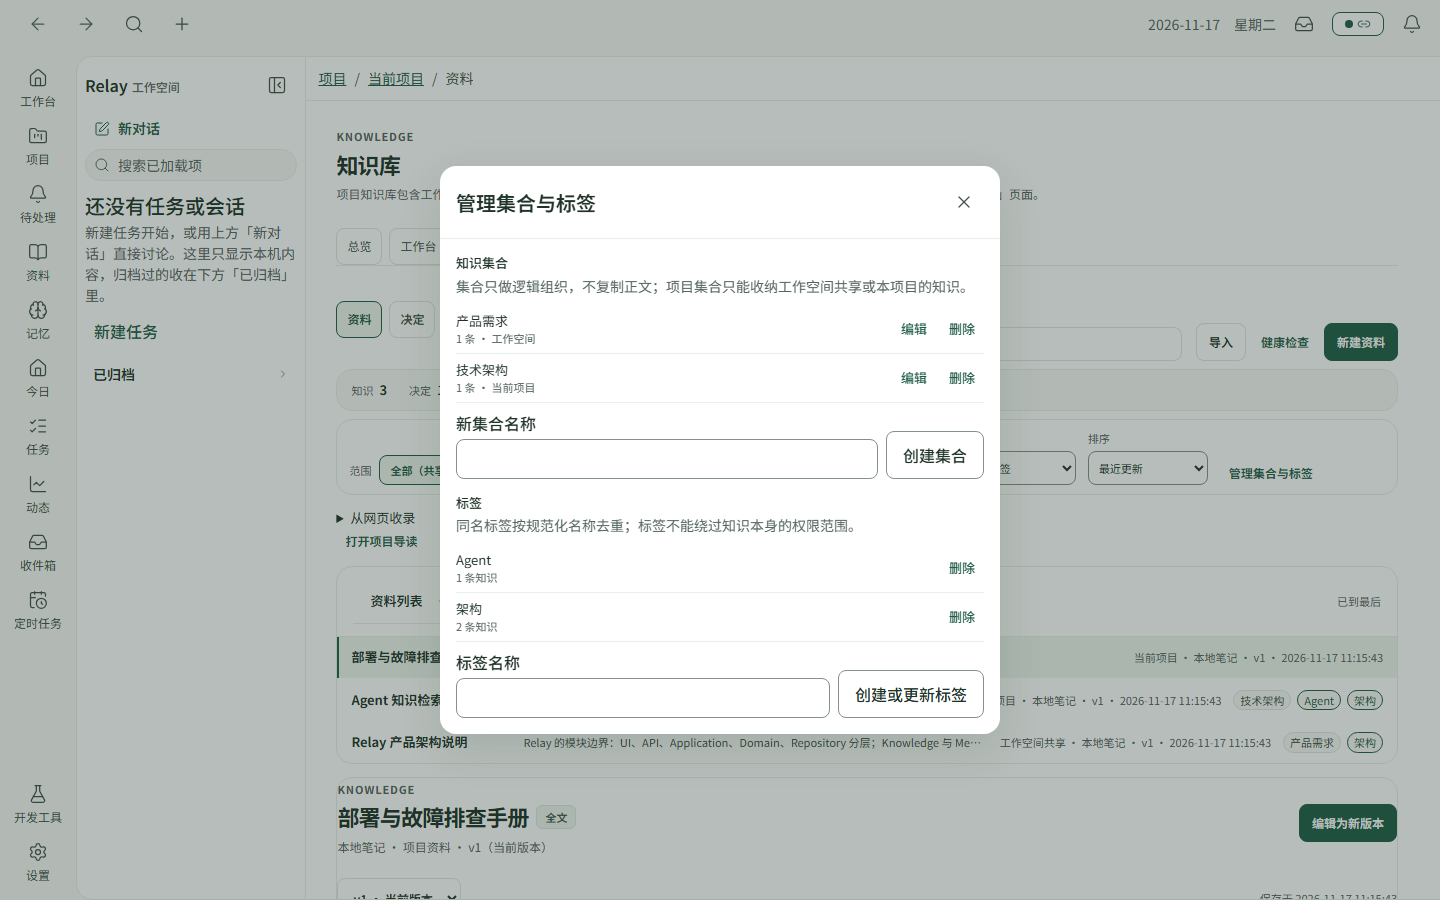 2026-11-17 星期二
工作台
项目
待处理
资料
记忆
今日
任务
动态
收件箱
定时任务
开发工具
设置
Relay 工作空间
新对话
搜索已加载项
还没有任务或会话
新建任务开始，或用上方「新对
话」直接讨论。这里只显示本机内
容，归档过的收在下方「已归档」
里。
新建任务
已归档
项目 / 当前项目 / 资料
KNOWLEDGE
知识库
项目知识库包含工作
页面。
总览
工作台
资料
决定
导入
健康检查
新建资料
知识 3 决定
范围
全部（共享
签
排序
最近更新
管理集合与标签
从网页收录
打开项目导读
资料列表
已到最后
部署与故障排查
当前项目 · 本地笔记 · v1 · 2026-11-17 11:15:43
Agent 知识检索
项目 · 本地笔记 · v1 · 2026-11-17 11:15:43 技术架构 Agent 架构
Relay 产品架构说明 Relay 的模块边界：UI、API、Application、Domain、Repository 分层；Knowledge 与 Me… 工作空间共享 · 本地笔记 · v1 · 2026-11-17 11:15:43 产品需求 架构
KNOWLEDGE
部署与故障排查手册 全文
编辑为新版本
本地笔记 · 项目资料 · v1（当前版本）
v1 · 当前版本
保存于 2026-11-17 11:15:43
管理集合与标签
知识集合
集合只做逻辑组织，不复制正文；项目集合只能收纳工作空间共享或本项目的知识。
产品需求
1 条 · 工作空间
编辑 删除
技术架构
1 条 · 当前项目
编辑 删除
新集合名称
创建集合
标签
同名标签按规范化名称去重；标签不能绕过知识本身的权限范围。
Agent
1 条知识
删除
架构
2 条知识
删除
标签名称
创建或更新标签